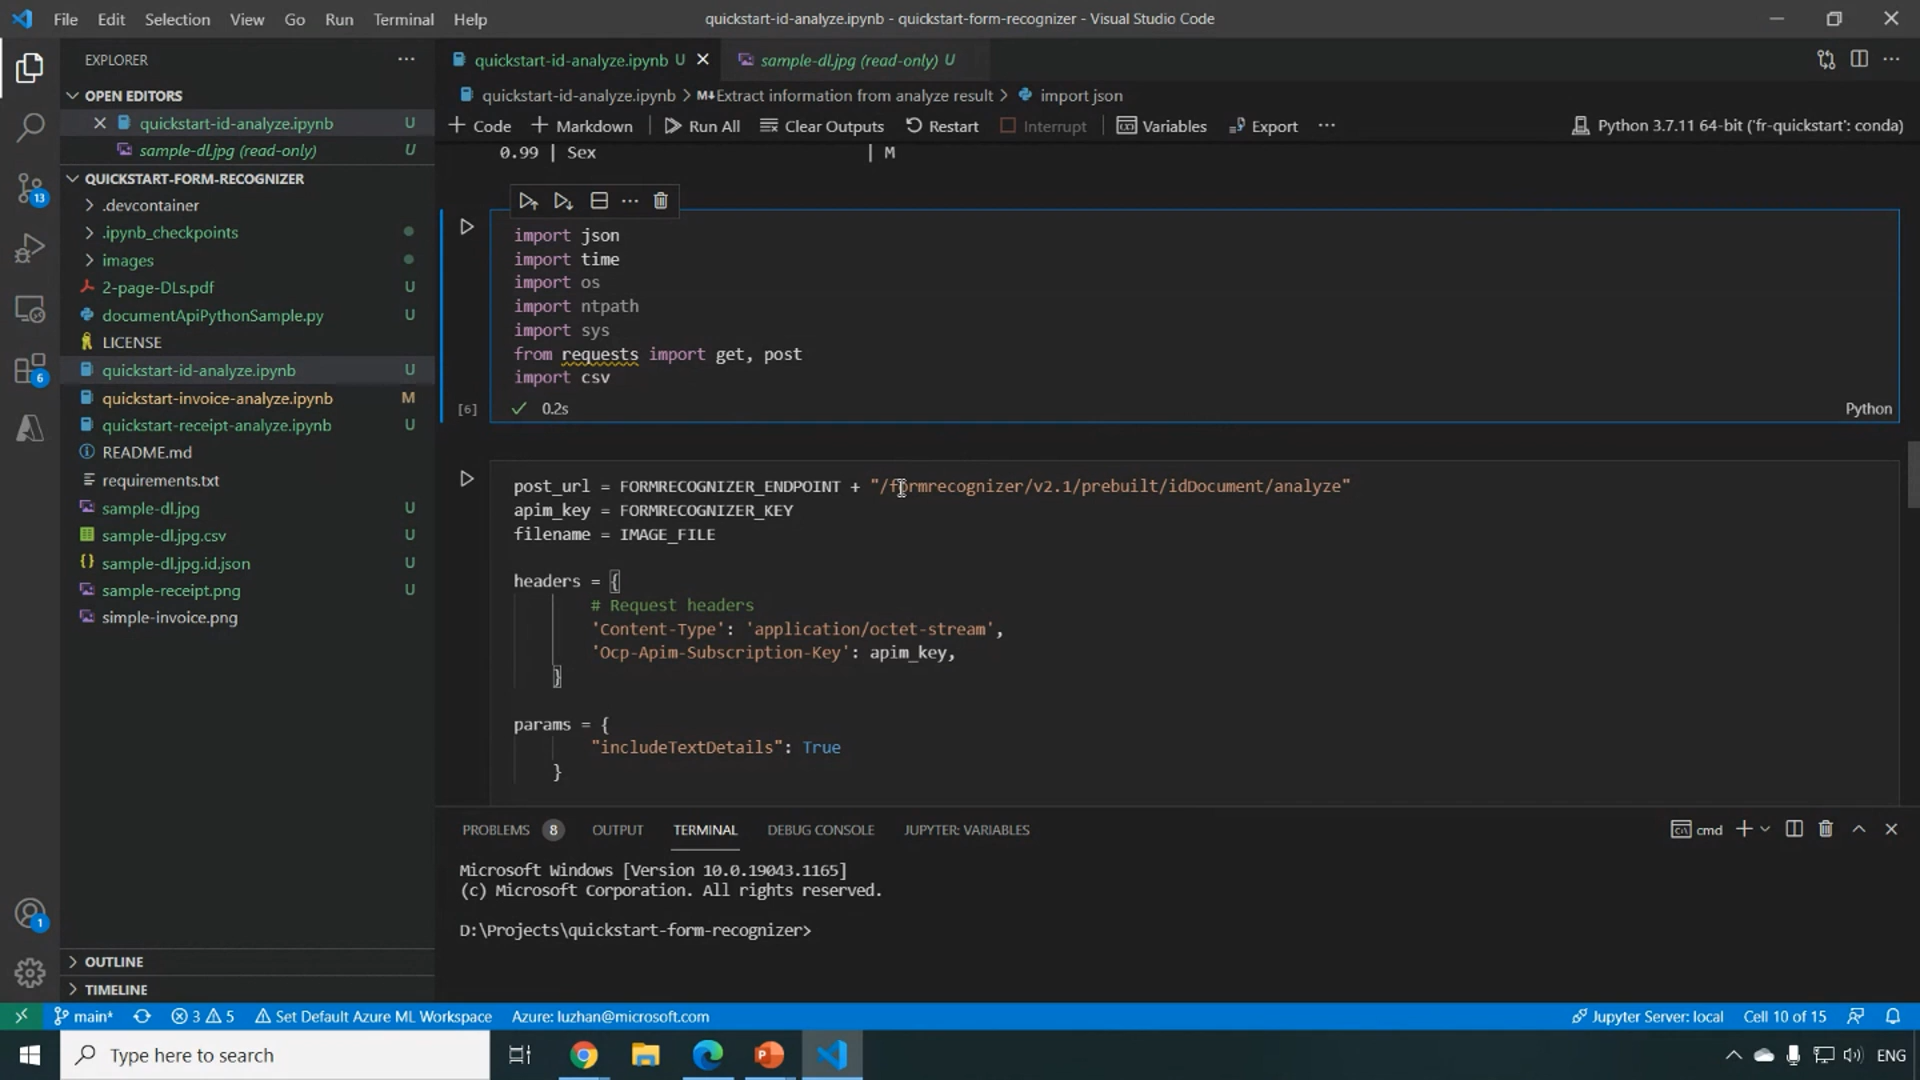 File Edit Selection View Go Run Terminal Help
quickstart-id-analyze.ipynb - quickstart-form-recognizer - Visual Studio Code
EXPLORER
OPEN EDITORS
quickstart-id-analyze.ipynb U
sample-dl.jpg (read-only) U
QUICKSTART-FORM-RECOGNIZER
.devcontainer
.ipynb_checkpoints
images
2-page-DLs.pdf U
documentApiPythonSample.py U
LICENSE
quickstart-id-analyze.ipynb U
quickstart-invoice-analyze.ipynb M
quickstart-receipt-analyze.ipynb U
README.md
requirements.txt
sample-dl.jpg U
sample-dl.jpg.csv U
sample-dl.jpg.id.json U
sample-receipt.png U
simple-invoice.png
OUTLINE
TIMELINE
13
6
1
quickstart-id-analyze.ipynb U
sample-dl.jpg (read-only) U
quickstart-id-analyze.ipynb > M Extract information from analyze result > import json
+ Code + Markdown Run All Clear Outputs Restart Interrupt Variables Export ...
Python 3.7.11 64-bit ('fr-quickstart': conda)
0.99 | Sex | M
import json
import time
import os
import ntpath
import sys
from requests import get, post
import csv
[6] 0.2s Python
post_url = FORMRECOGNIZER_ENDPOINT + "/formrecognizer/v2.1/prebuilt/idDocument/analyze"
apim_key = FORMRECOGNIZER_KEY
filename = IMAGE_FILE
headers = {
# Request headers
'Content-Type': 'application/octet-stream',
'Ocp-Apim-Subscription-Key': apim_key,
}
params = {
"includeTextDetails": True
}
PROBLEMS 8 OUTPUT TERMINAL DEBUG CONSOLE JUPYTER: VARIABLES
cmd
Microsoft Windows [Version 10.0.19043.1165]
(c) Microsoft Corporation. All rights reserved.
D:\Projects\quickstart-form-recognizer>
main* 3 5 Set Default Azure ML Workspace Azure: luzhan@microsoft.com
Jupyter Server: local Cell 10 of 15
Type here to search
ENG